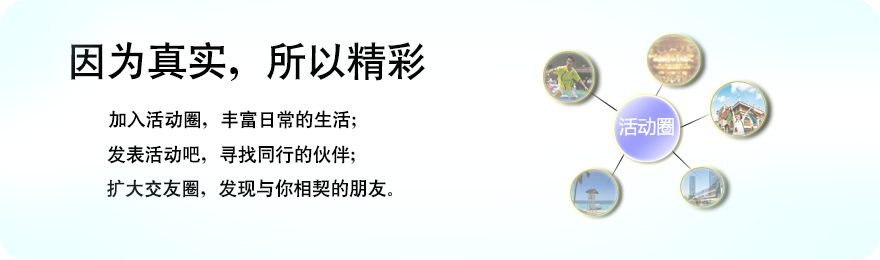 因为真实，所以精彩
加入活动圈，丰富日常的生活；
发表活动吧，寻找同行的伙伴；
扩大交友圈，发现与你相契的朋友。
活动圈